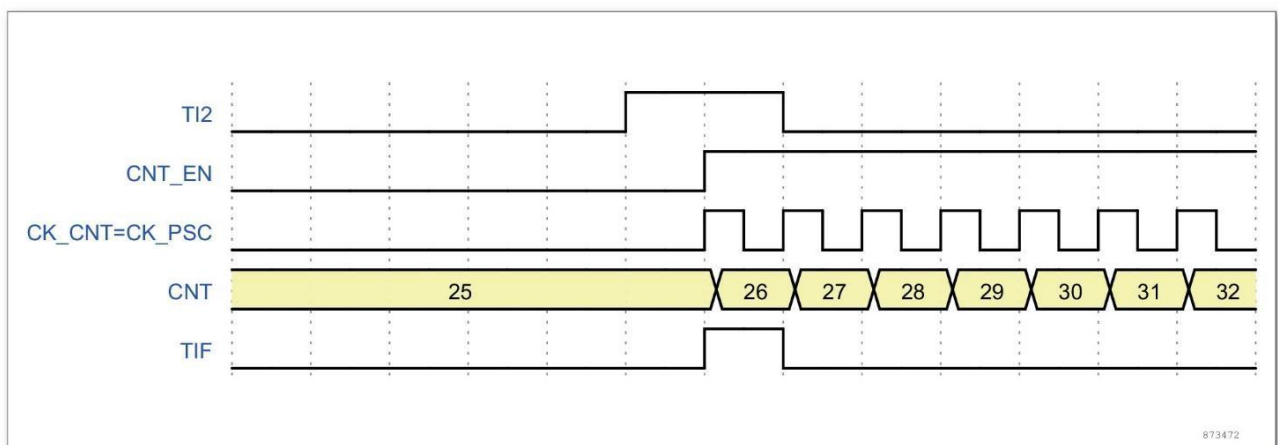 TI2
CNT_EN
CK_CNT=CK_PSC
CNT 25 26 27 28 29 30 31 32
TIF
873472